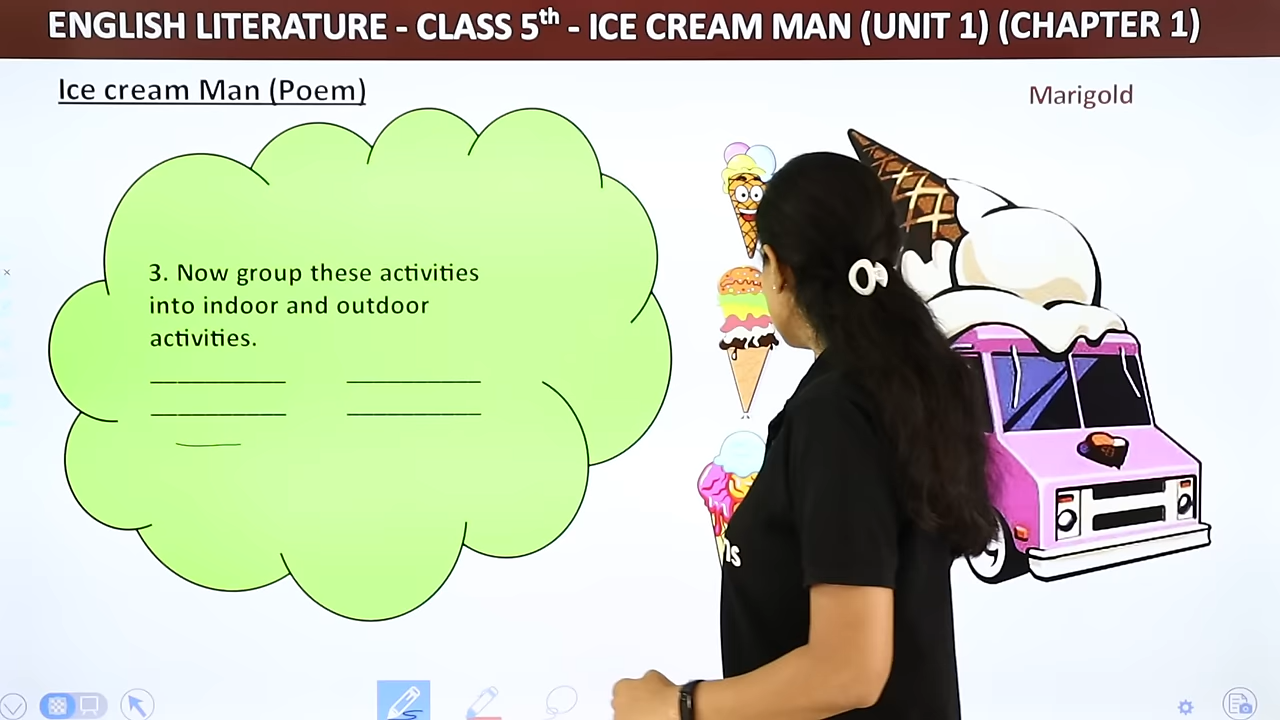 ENGLISH LITERATURE - CLASS 5th - ICE CREAM MAN (UNIT 1) (CHAPTER 1)
Ice cream Man (Poem)
Marigold
3. Now group these activities
into indoor and outdoor
activities.